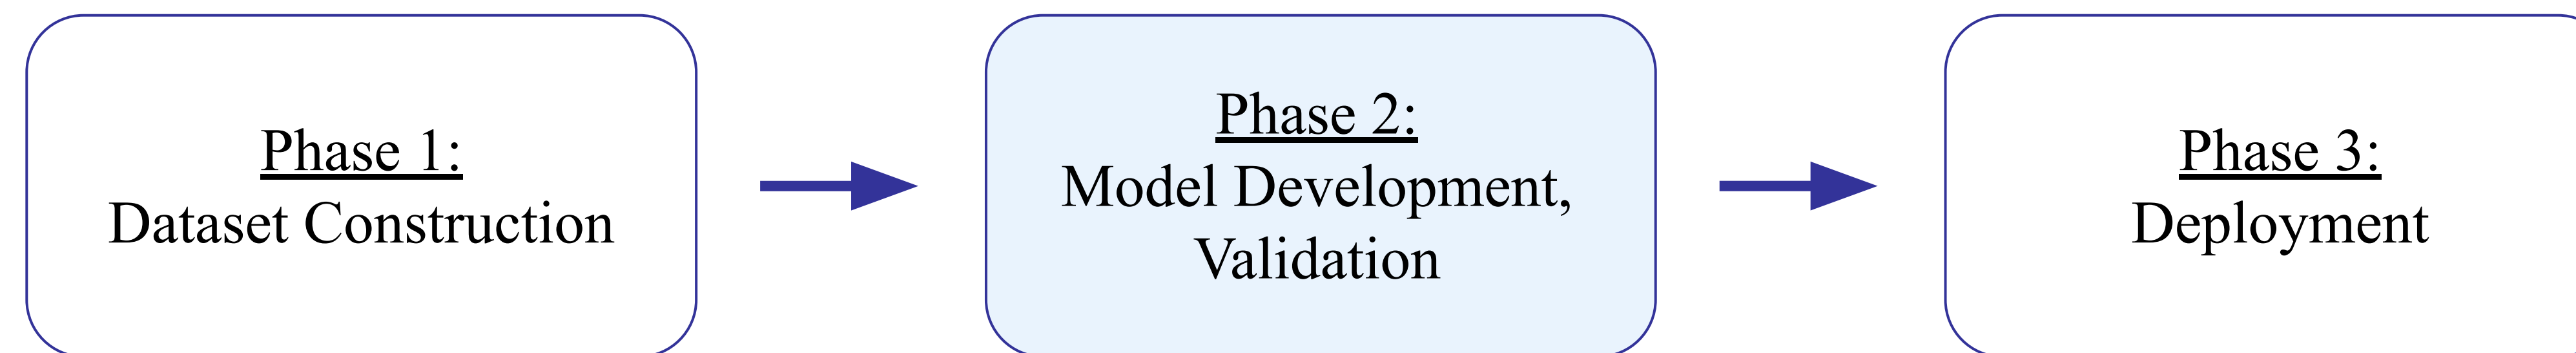 Phase 1:
Dataset Construction
Phase 2:
Model Development,
Validation
Phase 3:
Deployment